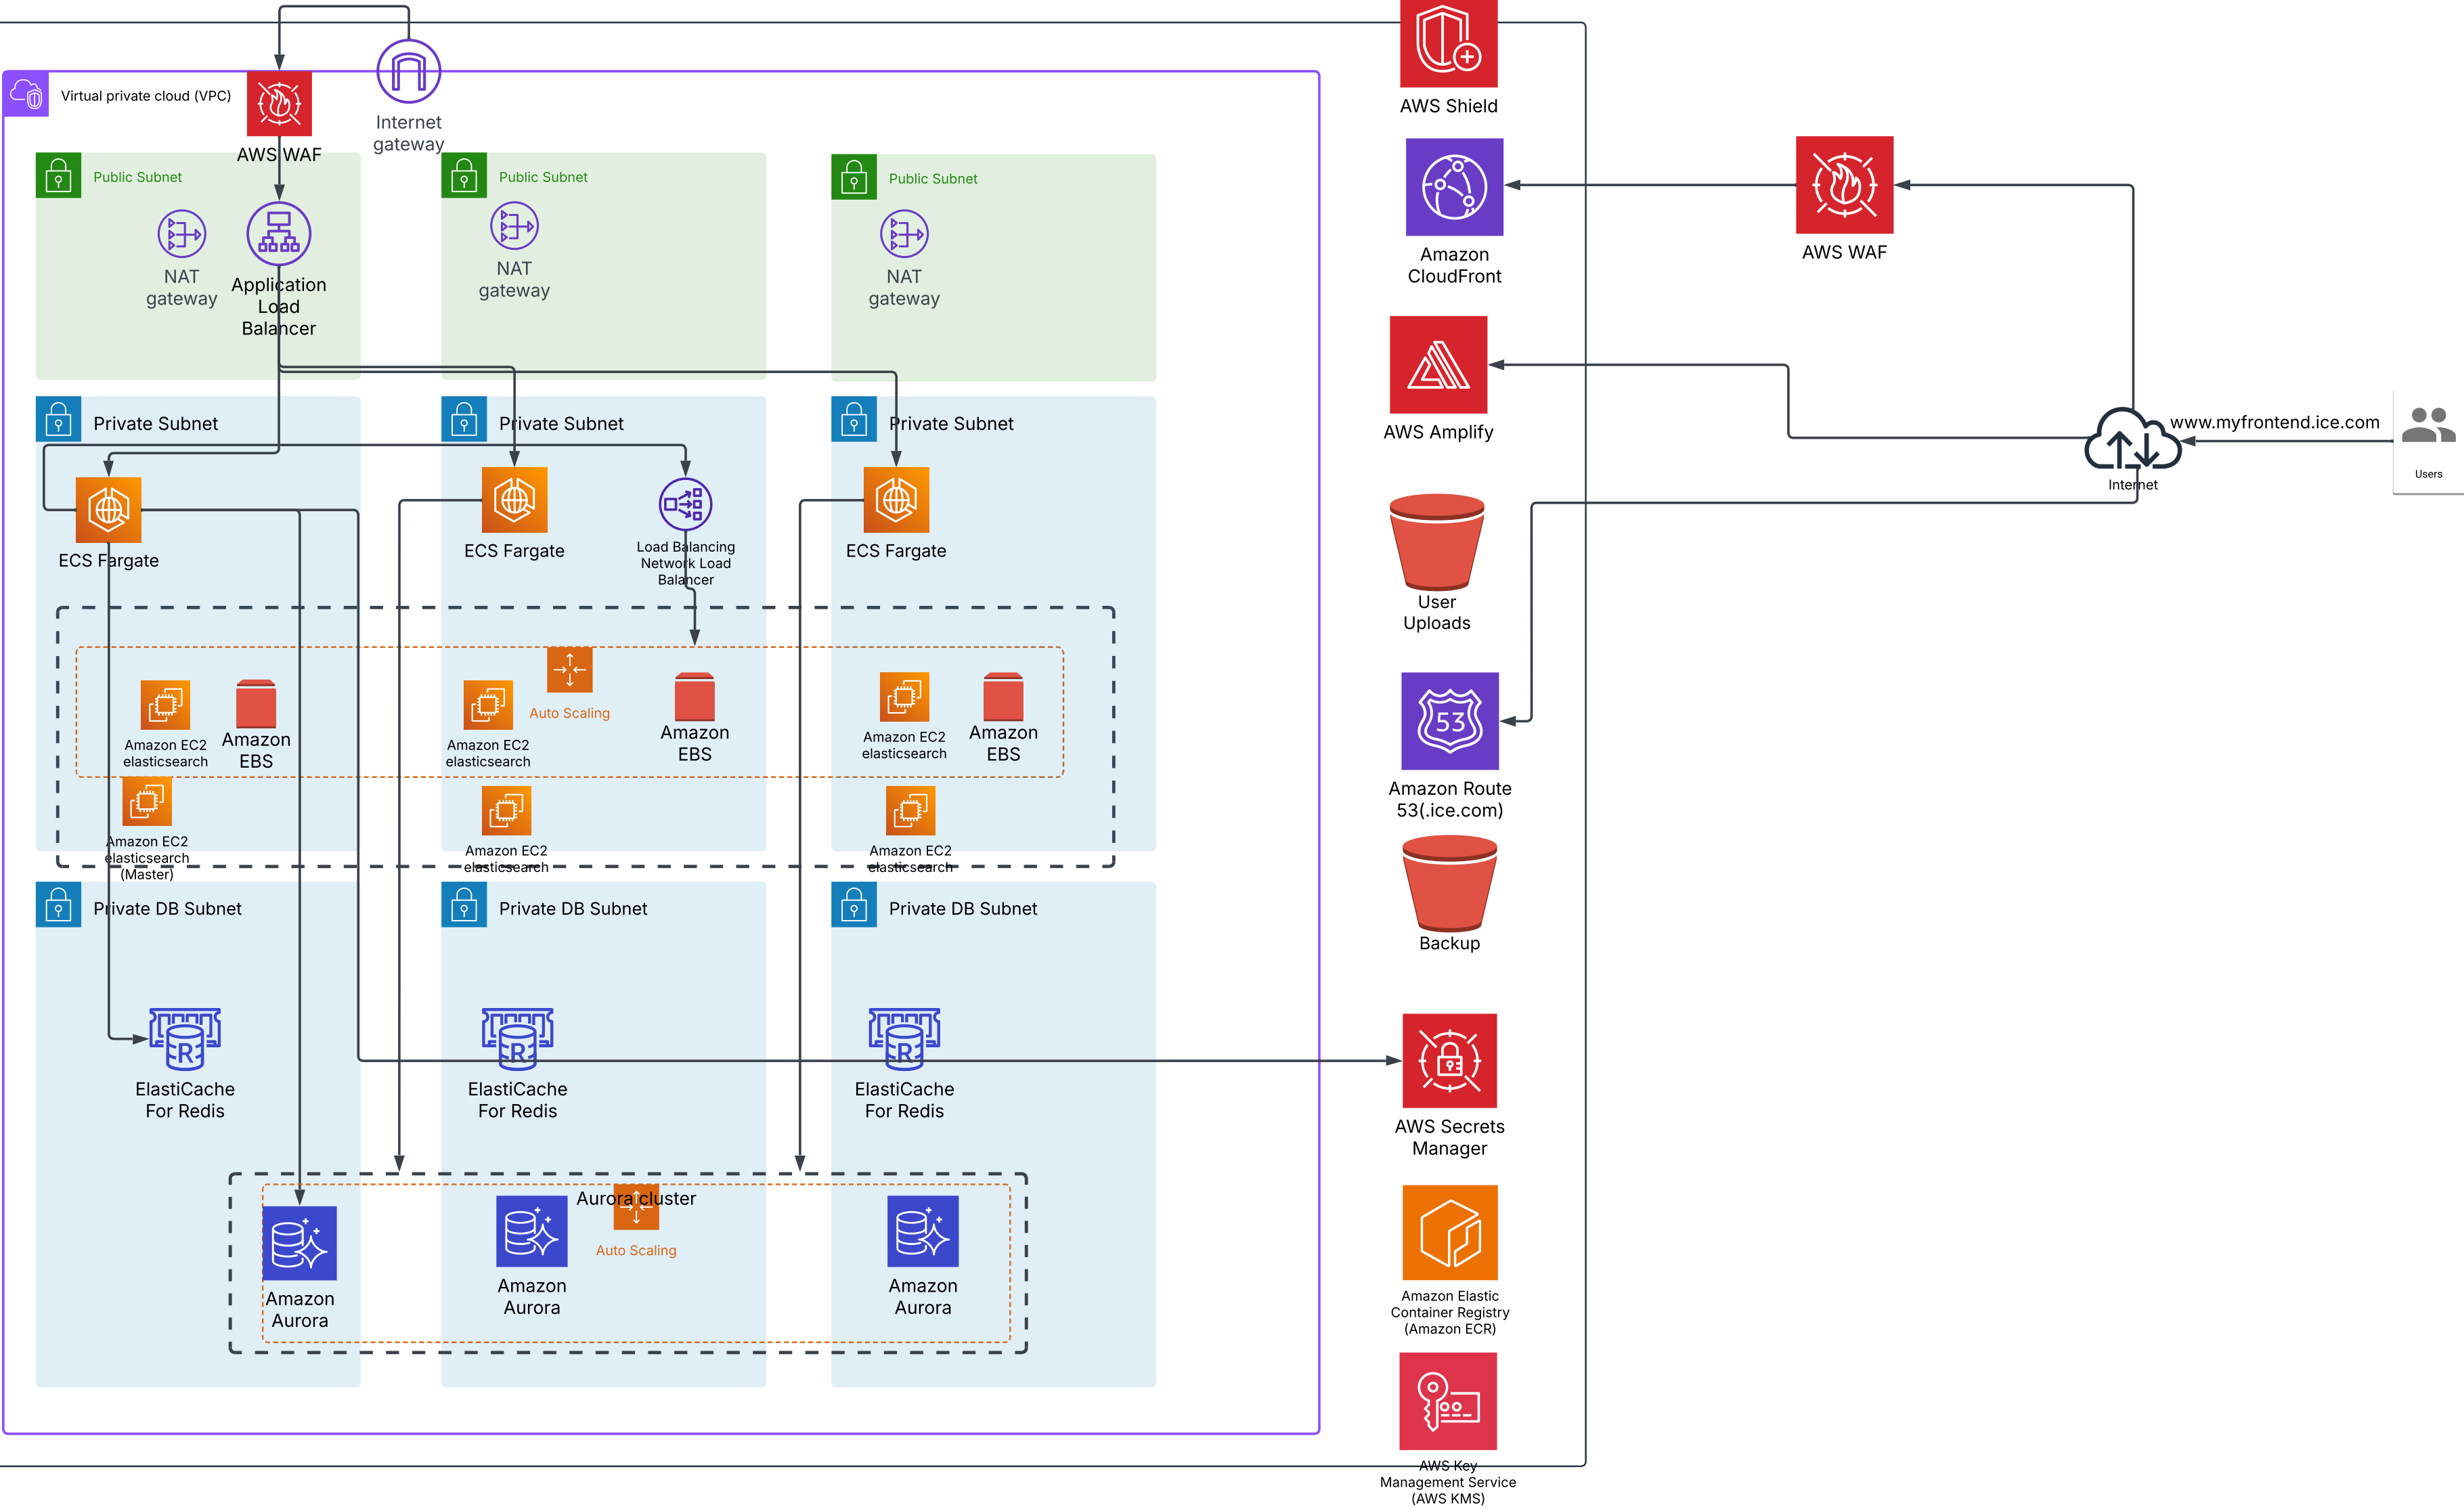 Virtual private cloud (VPC)
AWS WAF
Internet
gateway
Public Subnet
NAT
gateway
Application
Load
Balancer
Public Subnet
NAT
gateway
Public Subnet
NAT
gateway
Private Subnet
ECS Fargate
Private Subnet
ECS Fargate
Load Balancing
Network Load
Balancer
Private Subnet
ECS Fargate
Amazon EC2
elasticsearch
Amazon
EBS
Amazon EC2
elasticsearch
Auto Scaling
Amazon
EBS
Amazon EC2
elasticsearch
Amazon
EBS
Amazon EC2
elasticsearch
(Master)
Amazon EC2
elasticsearch
Amazon EC2
elasticsearch
Private DB Subnet
Private DB Subnet
Private DB Subnet
R
ElastiCache
For Redis
R
ElastiCache
For Redis
R
ElastiCache
For Redis
Aurora cluster
Auto Scaling
Amazon
Aurora
Amazon
Aurora
Amazon
Aurora
AWS Shield
Amazon
CloudFront
AWS WAF
AWS Amplify
www.myfrontend.ice.com
Internet
Users
User
Uploads
53
Amazon Route
53(.ice.com)
Backup
AWS Secrets
Manager
Amazon Elastic
Container Registry
(Amazon ECR)
AWS Key
Management Service
(AWS KMS)